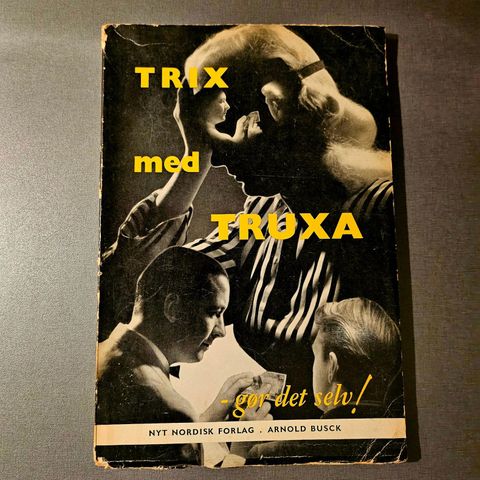 TRIX
med
TRUXA
- gør det selv!
NYT NORDISK FORLAG . ARNOLD BUSCK